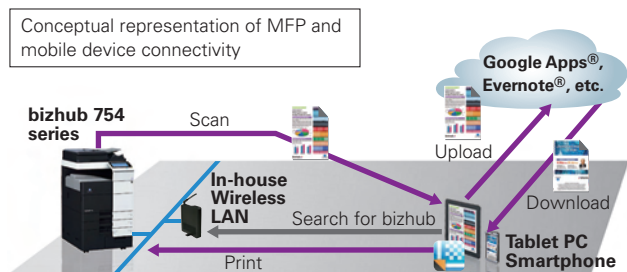 Conceptual representation of MFP and
mobile device connectivity
Google Apps®,
Evernote®, etc.
bizhub 754
series
Scan
Upload
Download
In-house
Wireless
LAN
Search for bizhub
Print
Tablet PC
Smartphone